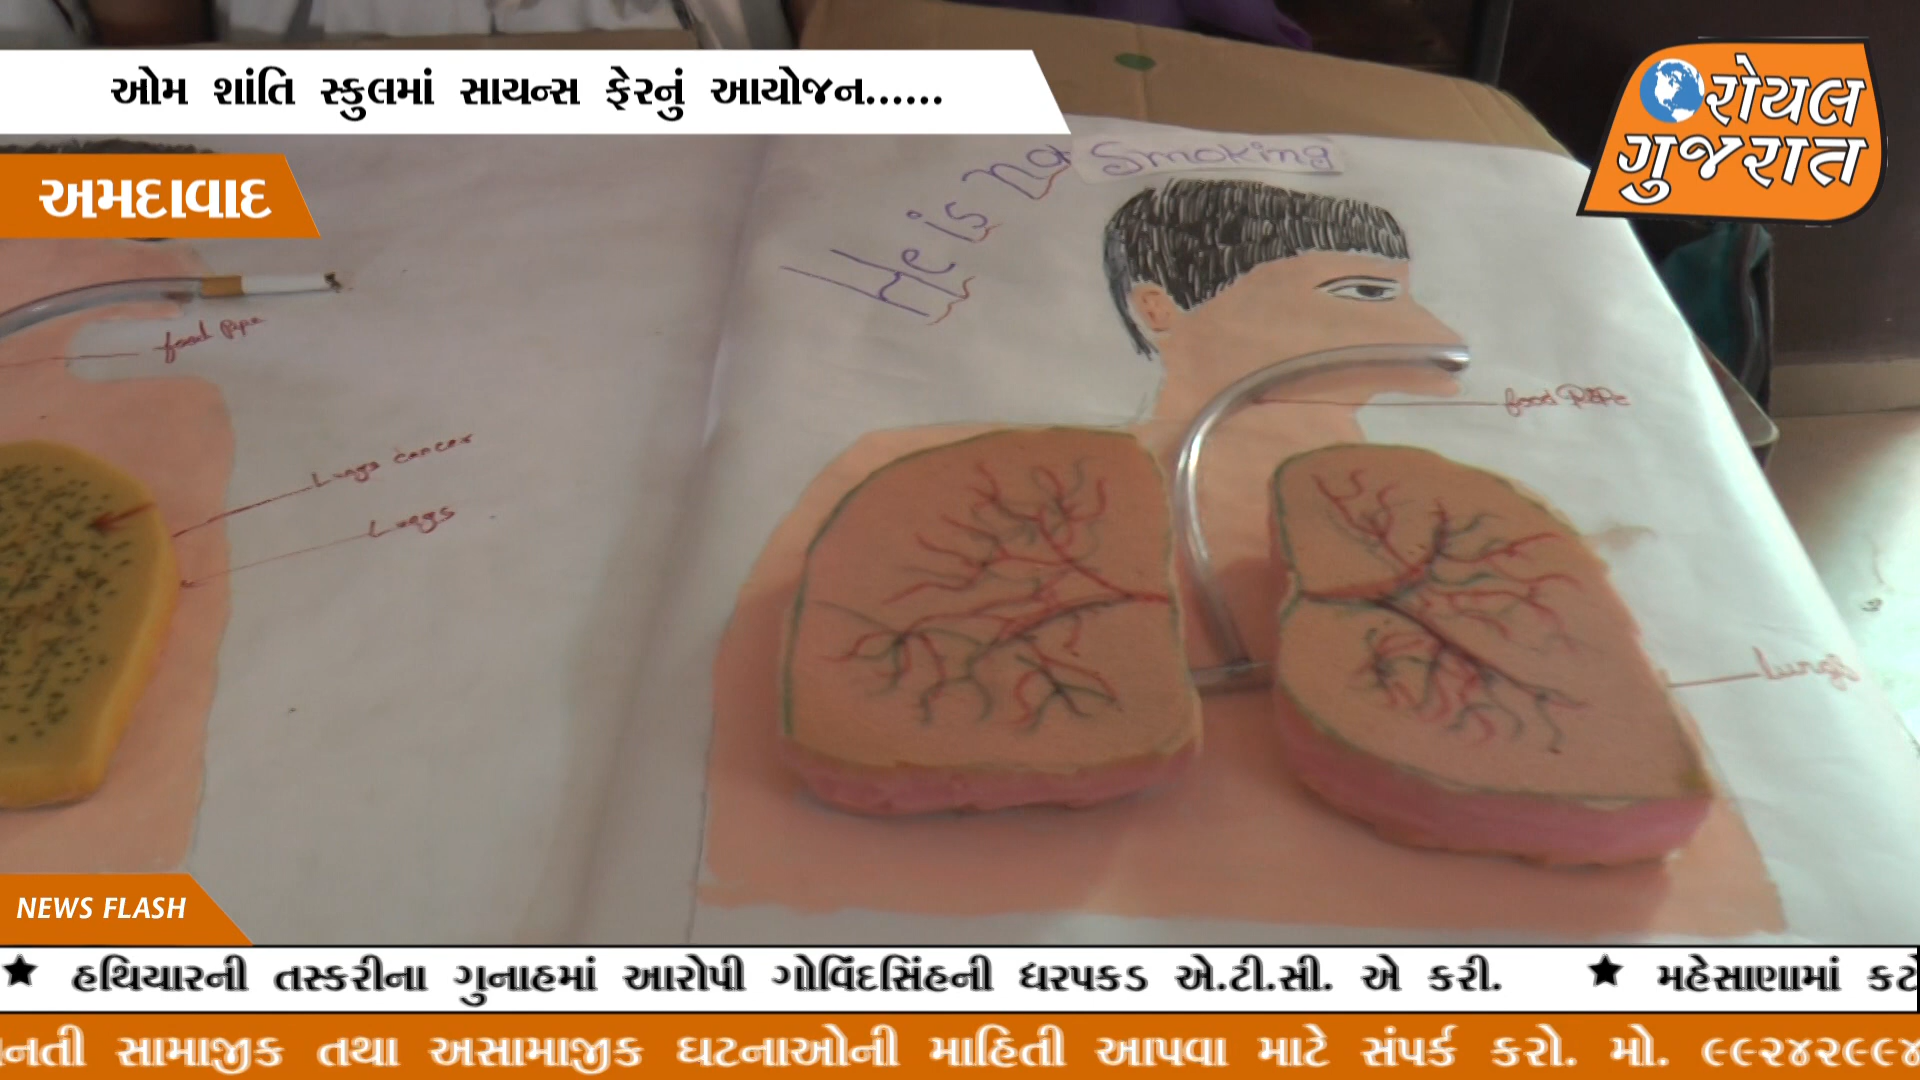 ઓમ શાંતિ સ્કુલમાં સાયન્સ ફેરનું આયોજન......
રોયલ
ગુજરાત
અમદાવાદ
He is no Smoking
food pipe
food PiPe
Lungs cancer
Lungs
Lungs
NEWS FLASH
★ હથિયારની તસ્કરીના ગુનાહમાં આરોપી ગોવિંદસિંહની ધરપકડ એ.ટી.સી. એ કરી. ★ મહેસાણામાં
સામાજીક તથા અસામાજીક ઘટનાઓની માહિતી આપવા માટે સંપર્ક કરો. મો. ૯૯૨૪૨૯૯૪